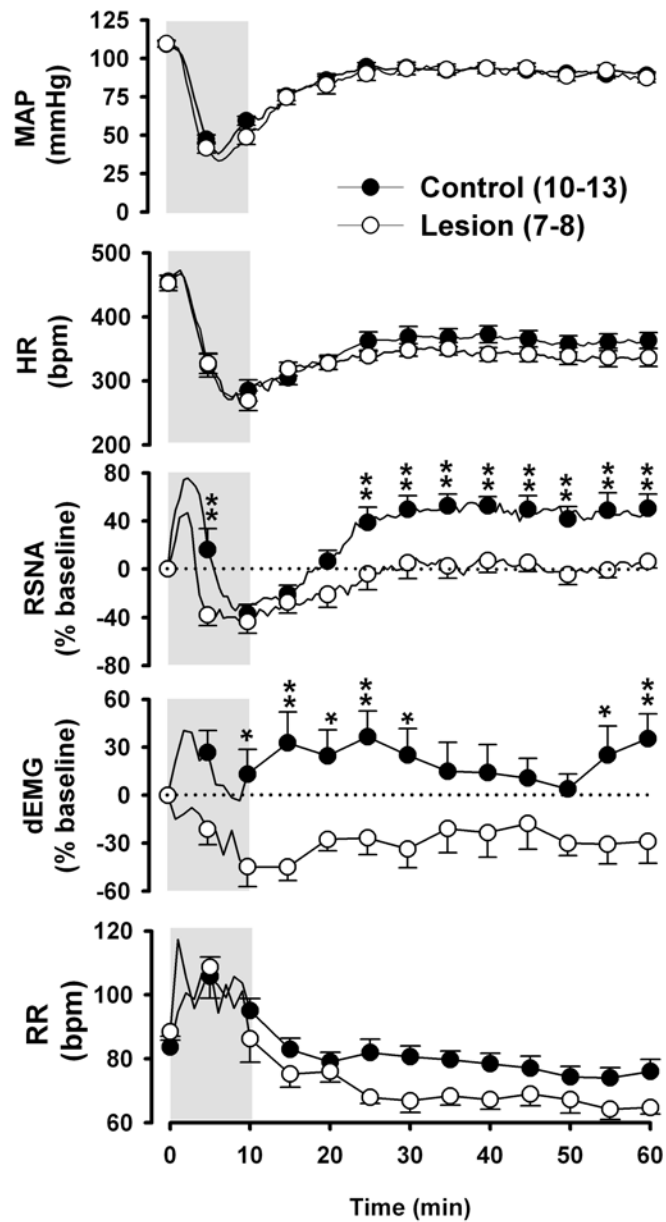 MAP
(mmHg)
125
100
75
50
25
0
Control (10-13)
Lesion (7-8)
HR
(bpm)
500
400
300
200
RSNA
(% baseline)
80
40
0
-40
-80
** ** ** ** ** ** ** ** **
dEMG
(% baseline)
60
30
0
-30
-60
* ** * ** * * **
RR
(bpm)
120
100
80
60
0 10 20 30 40 50 60
Time (min)